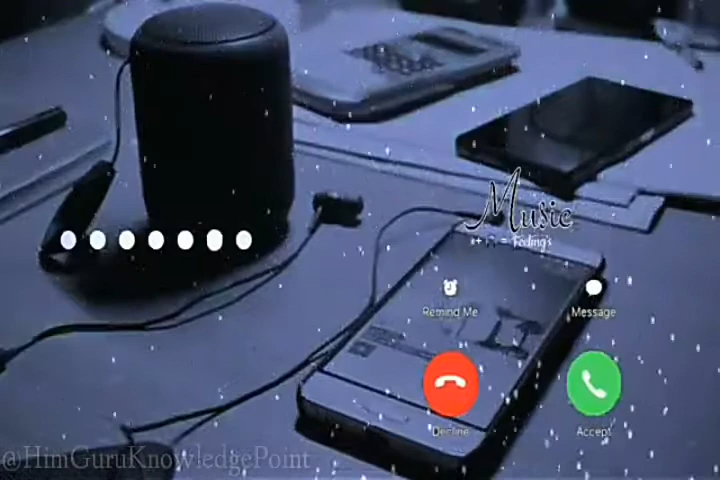 Music
Remind Me
Message
Decline
Accept
@HimGuruKnowledgePoint